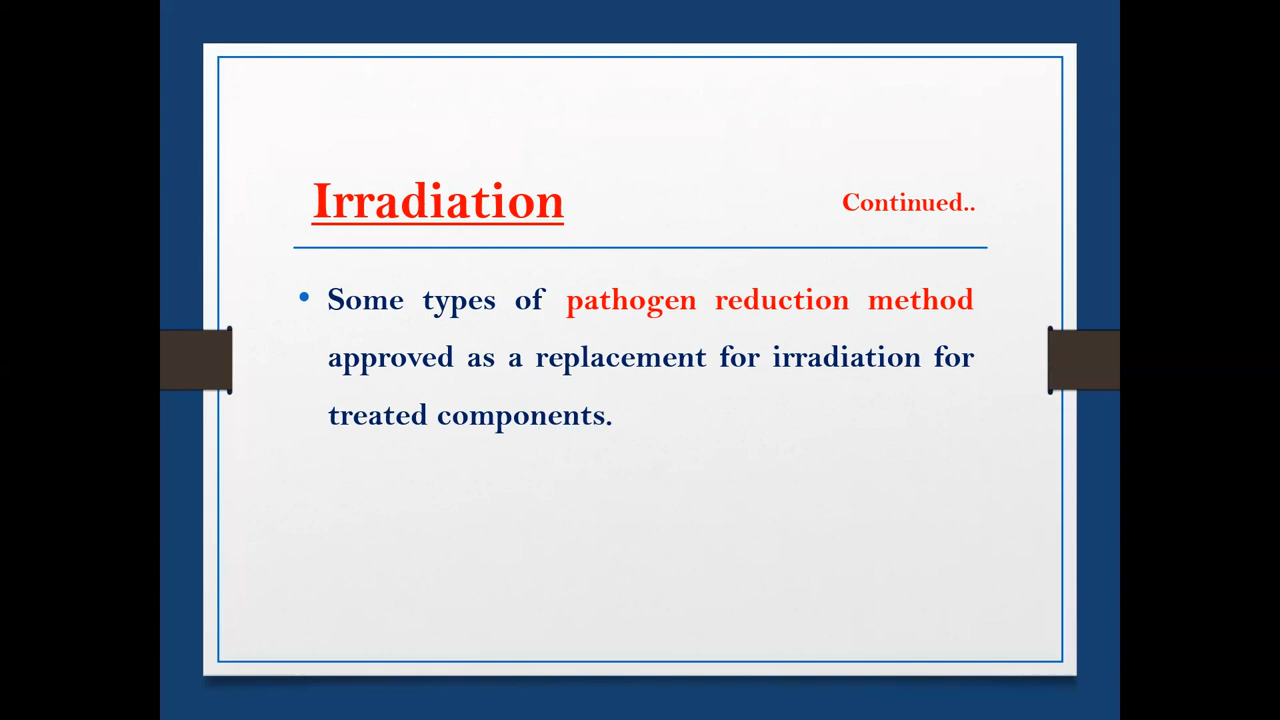 Irradiation
Continued..
• Some types of pathogen reduction method
approved as a replacement for irradiation for
treated components.